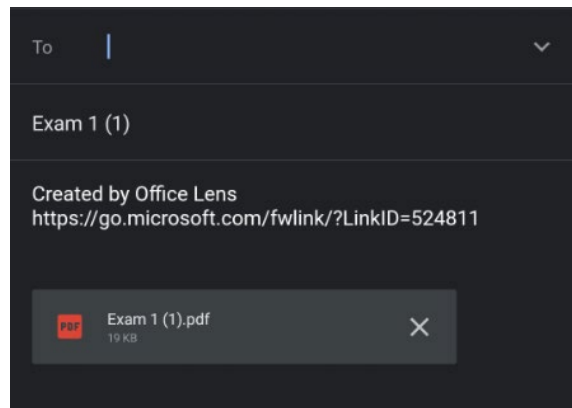 To
Exam 1 (1)
Created by Office Lens
https://go.microsoft.com/fwlink/?LinkID=524811
PDF
Exam 1 (1).pdf
19 KB